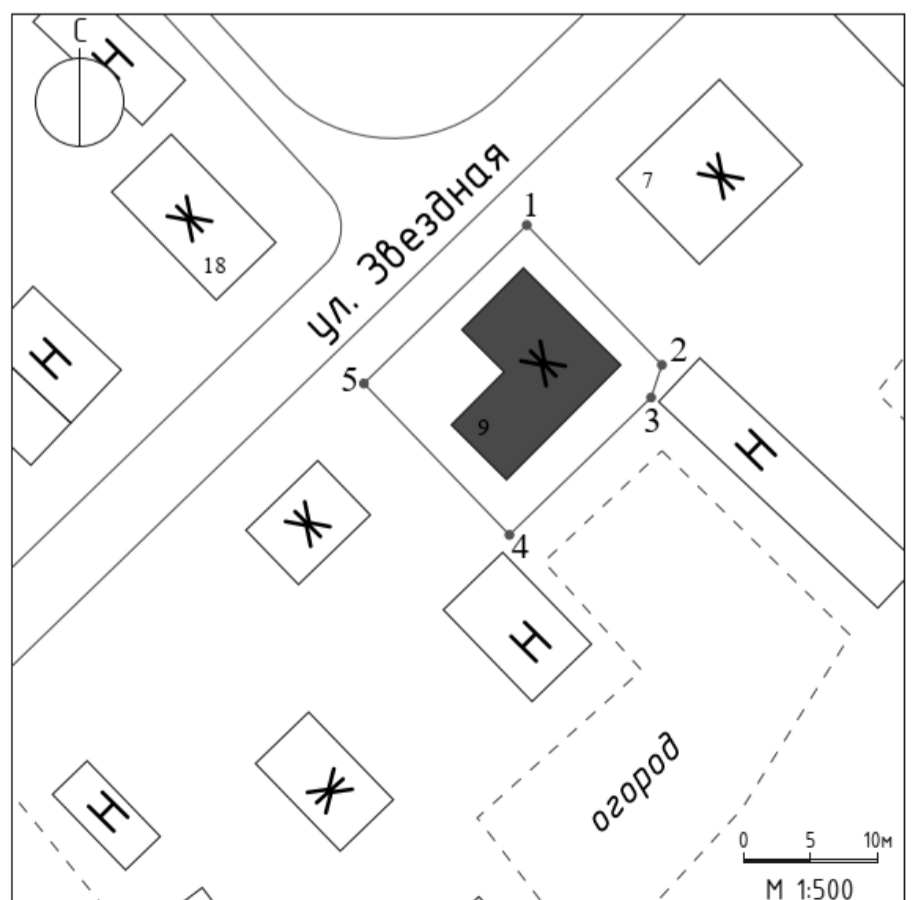 С
Н
Ж
18
ул. Звездная
7
Ж
1
Н
Ж
9
2
3
5
4
Н
Ж
Н
Н
Ж
огород
0 5 10м
М 1:500